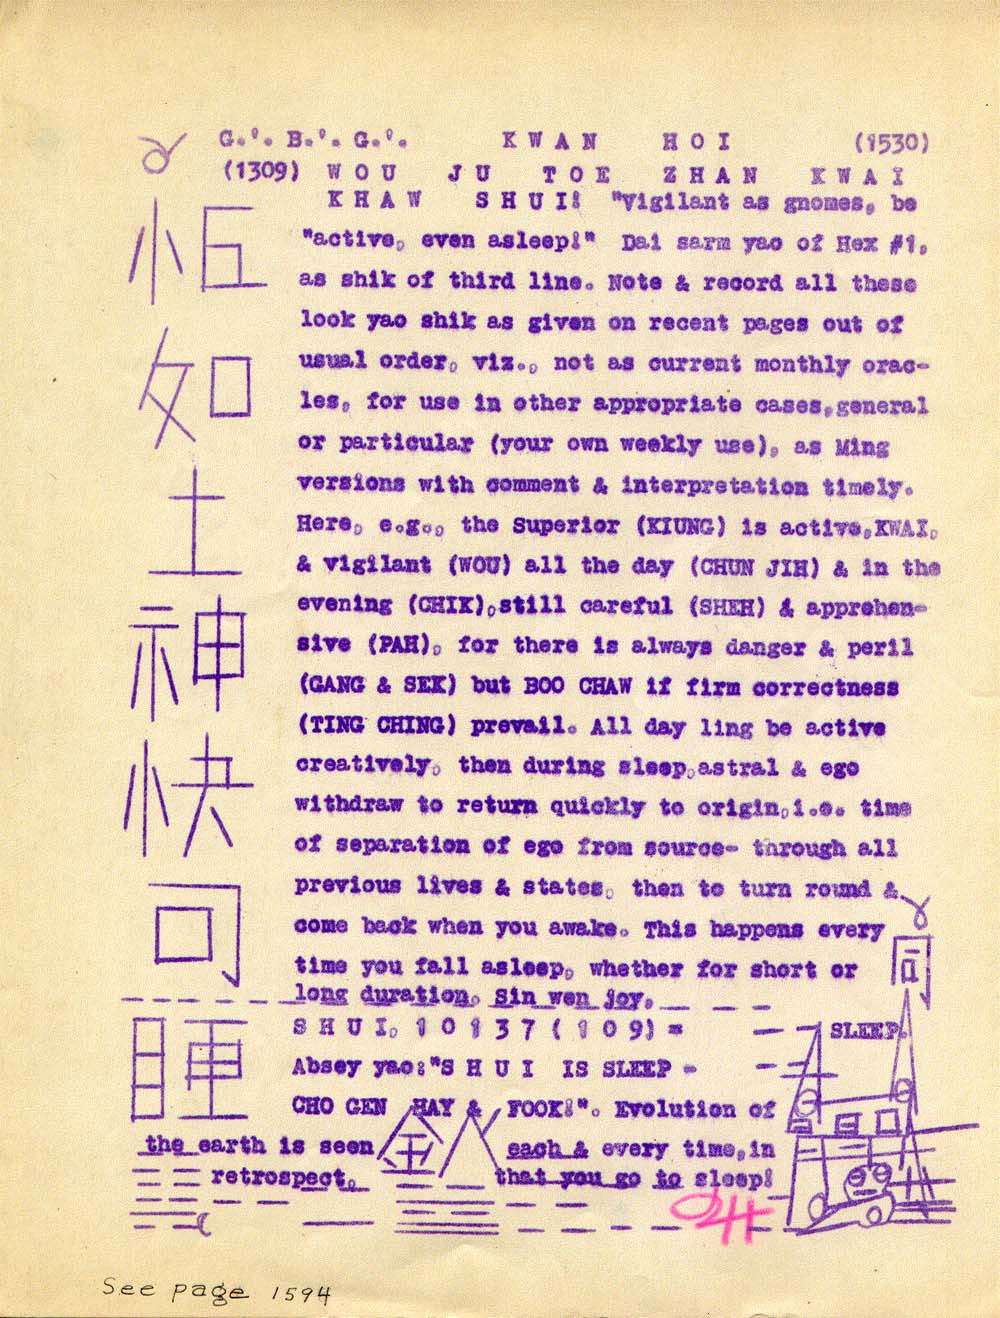 G.'. B.'. G.'. KWAN HOI (1530)
(1309) WOU JU TOE ZHAN KWAI
KHAW SHUI! "Vigilant as gnomes, be
"active, even asleep!" Dai sarm yao of Hex #1,
as shik of third line. Note & record all these
look yao shik as given on recent pages out of
usual order, viz., not as current monthly orac-
les, for use in other appropriate cases,general
or particular (your own weekly use), as Ming
versions with comment & interpretation timely.
Here, e.g., the Superior (KIUNG) is active,KWAI,
& vigilant (WOU) all the day (CHUN JIH) & in the
evening (CHIK),still careful (SHEH) & apprehen-
sive (PAH), for there is always danger & peril
(GANG & SEK) but BOO CHAW if firm correctness
(TING CHING) prevail. All day ling be active
creatively, then during sleep,astral & ego
withdraw to return quickly to origin,i.e. time
of separation of ego from source- through all
previous lives & states, then to turn round &
come back when you awake. This happens every
time you fall asleep, whether for short or
long duration. Sin wen joy.
SHUI, 10137(109)= SLEEP.
Absey yao:"SHUI IS SLEEP -
CHO GEN HAY & FOOK!". Evolution of
the earth is seen each & every time,in
retrospect, that you go to sleep!
如
土
神
快
可
睡
See page 1594